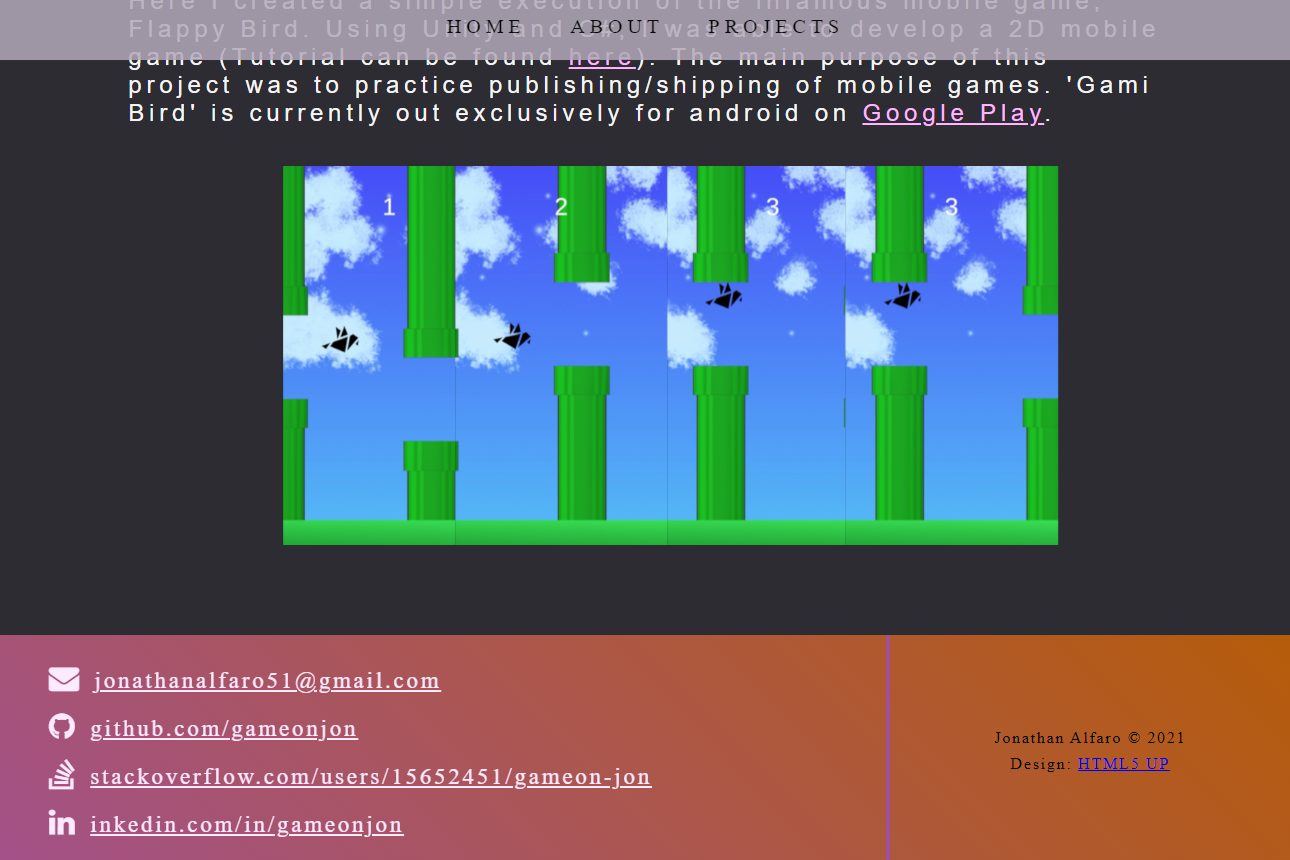 Here I created a simple execution of the infamous mobile game,
HOME ABOUT PROJECTS
Flappy Bird. Using Unity and C#, I was able to develop a 2D mobile
game (Tutorial can be found here). The main purpose of this
project was to practice publishing/shipping of mobile games. 'Gami
Bird' is currently out exclusively for android on Google Play.
1 2 3 3
jonathanalfaro51@gmail.com
github.com/gameonjon
stackoverflow.com/users/15652451/gameon-jon
inkedin.com/in/gameonjon
Jonathan Alfaro © 2021
Design: HTML5 UP